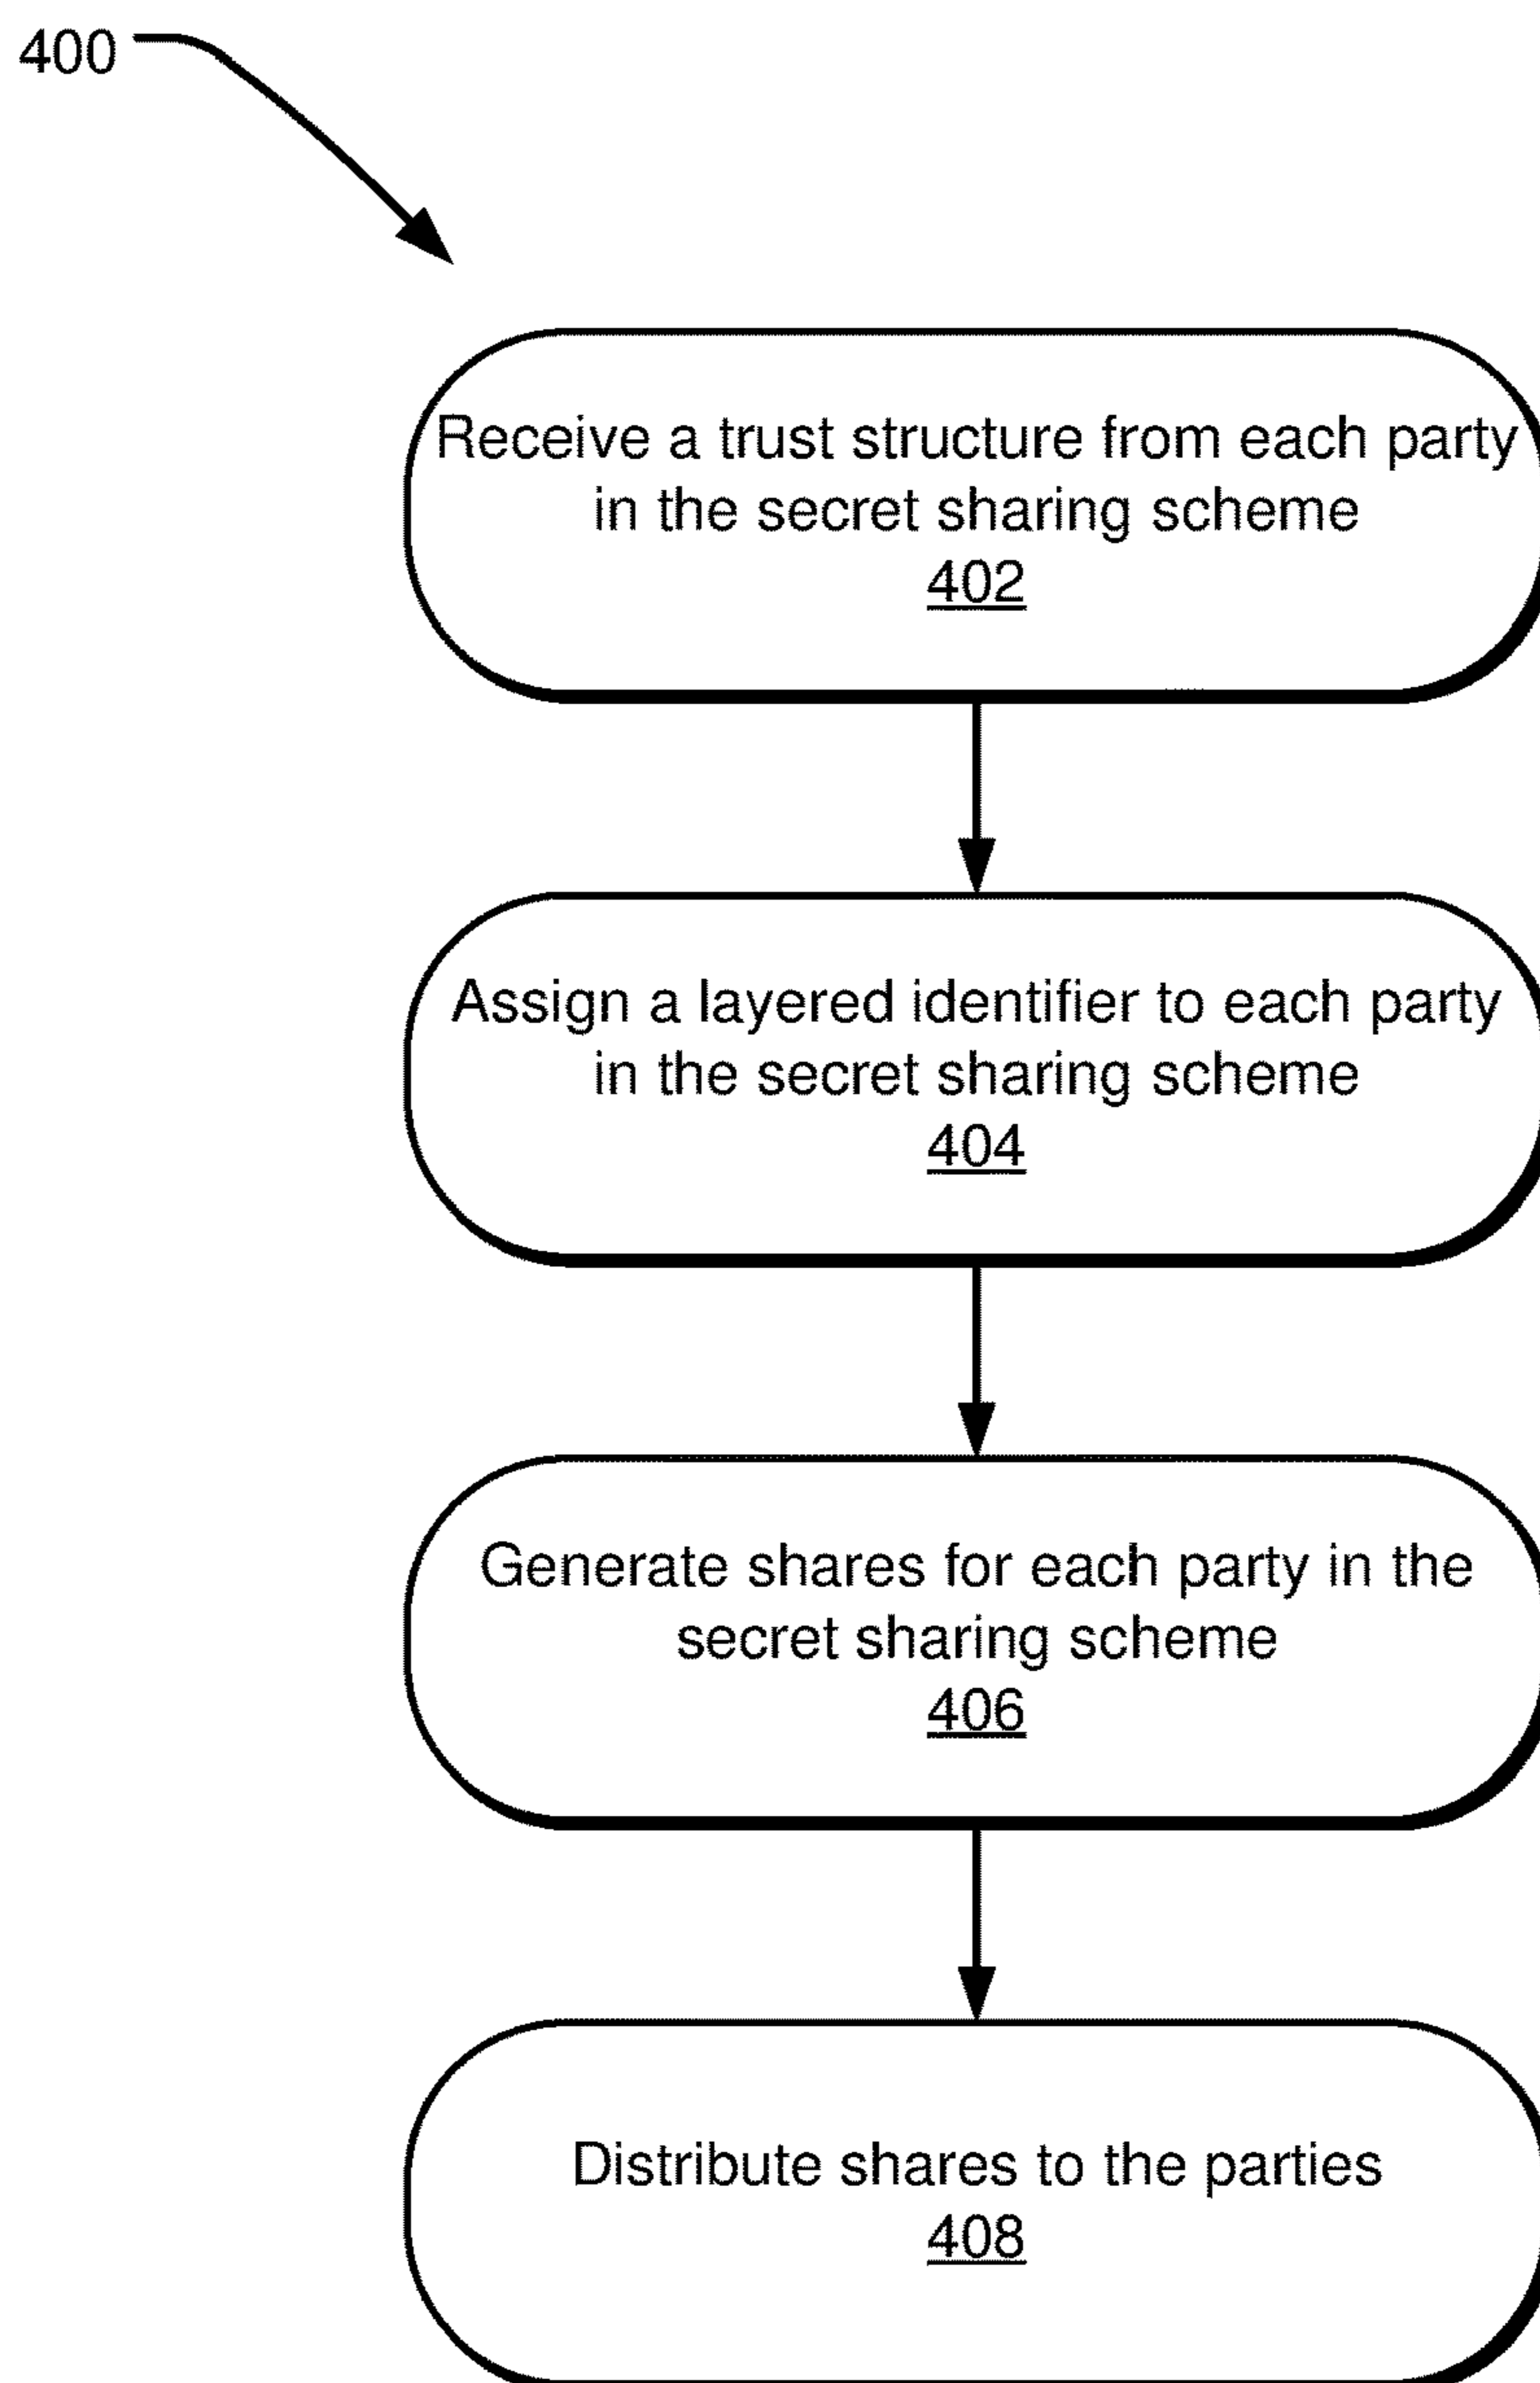 400
Receive a trust structure from each party
in the secret sharing scheme
402
Assign a layered identifier to each party
in the secret sharing scheme
404
Generate shares for each party in the
secret sharing scheme
406
Distribute shares to the parties
408